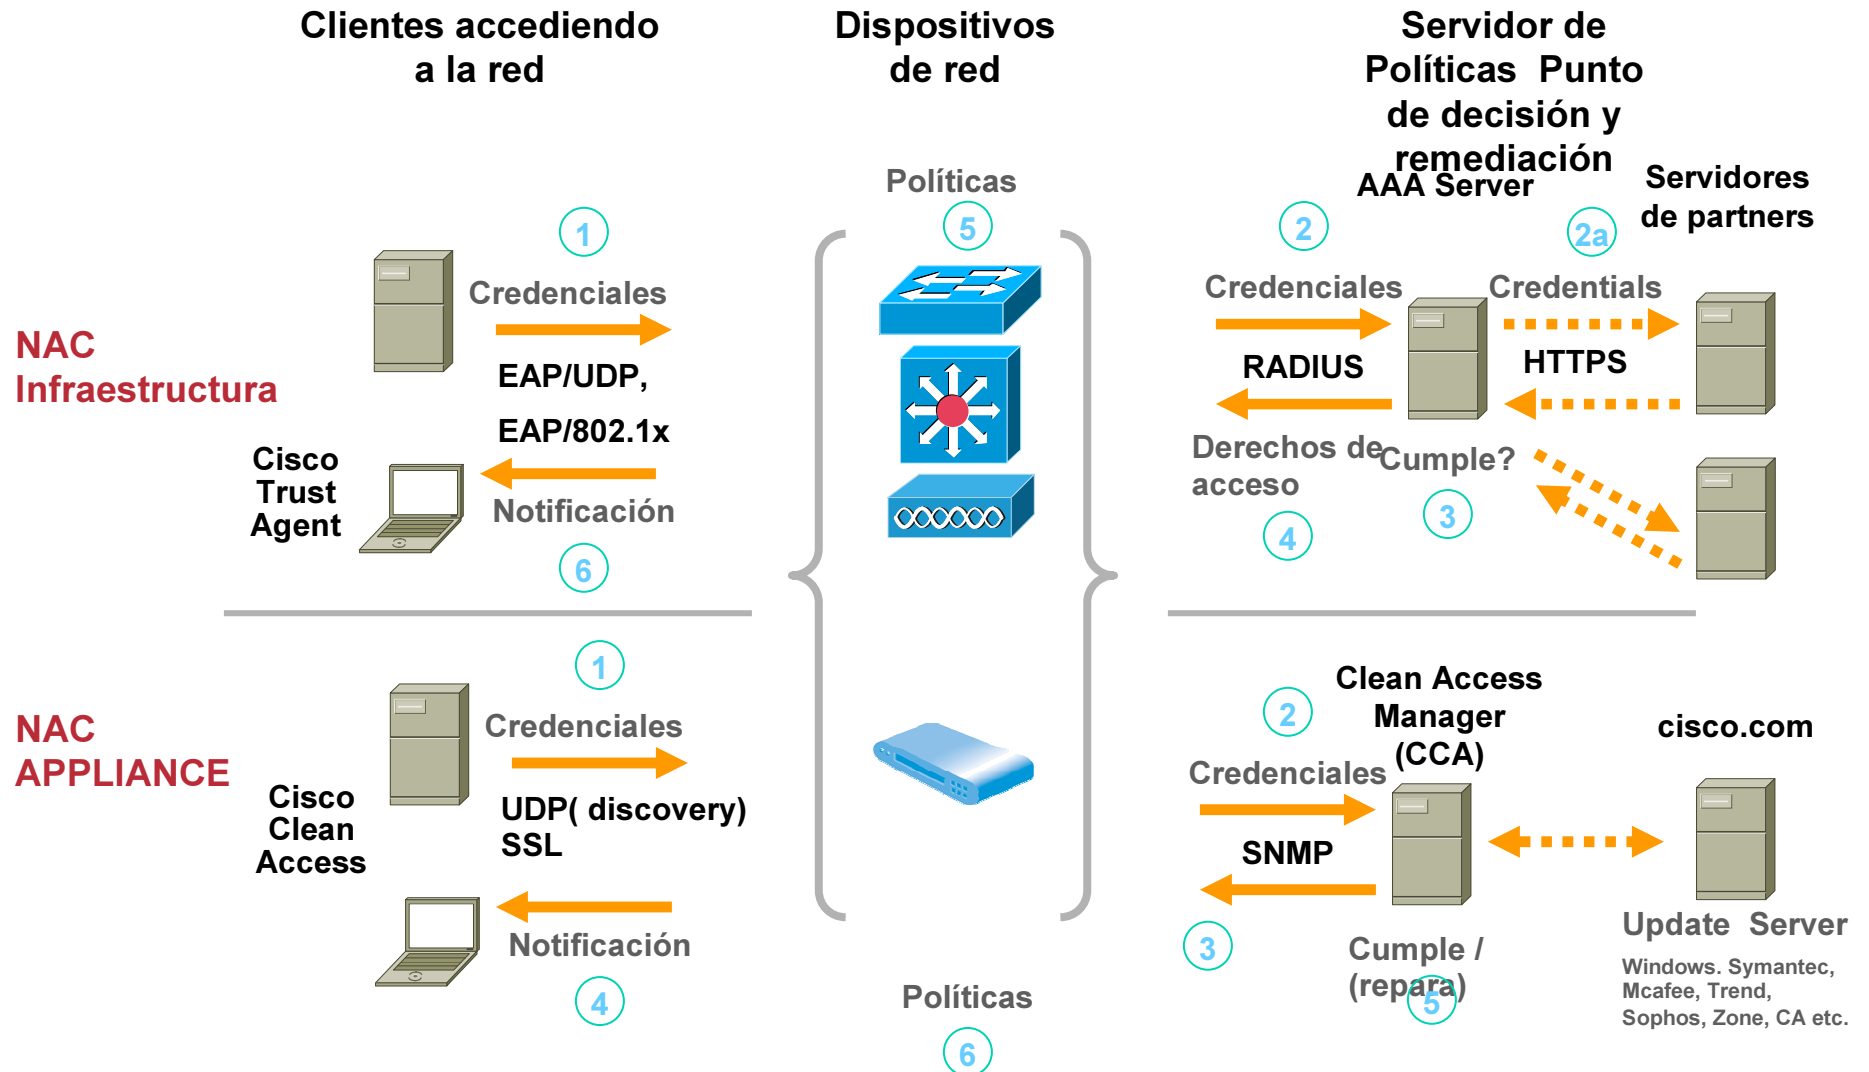 Clientes accediendo
a la red
Dispositivos
de red
Servidor de
Políticas Punto
de decisión y
remediación
AAA Server
Servidores
de partners
Políticas
5
1
2
2a
Credenciales
Credenciales
Credentials
NAC
Infraestructura
EAP/UDP,
EAP/802.1x
RADIUS
HTTPS
Cisco
Trust
Agent
Notificación
6
Derechos de
acceso
4
Cumple?
3
1
Credenciales
NAC
APPLIANCE
Cisco
Clean
Access
UDP( discovery)
SSL
Notificación
4
Políticas
6
2
Clean Access
Manager
(CCA)
cisco.com
Credenciales
SNMP
3
Cumple /
(repara)
5
Update Server
Windows. Symantec,
Mcafee, Trend,
Sophos, Zone, CA etc.